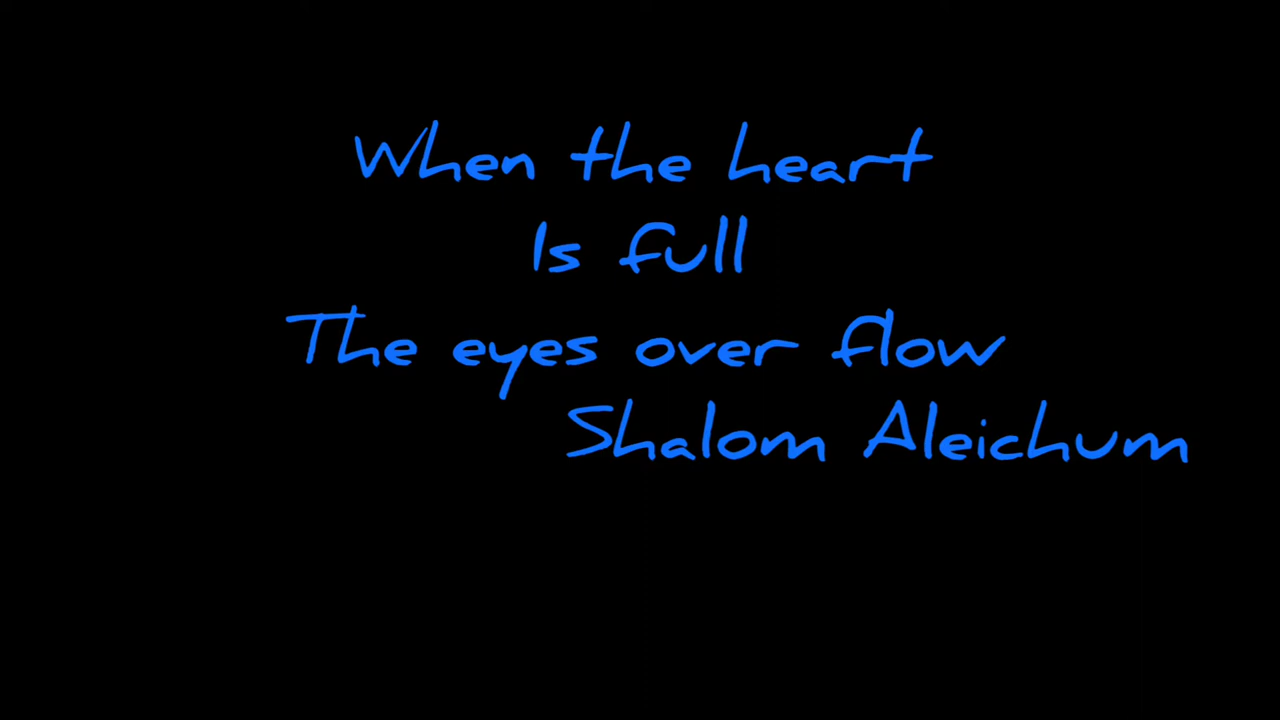 When the heart
Is full
The eyes over flow
Shalom Aleichum